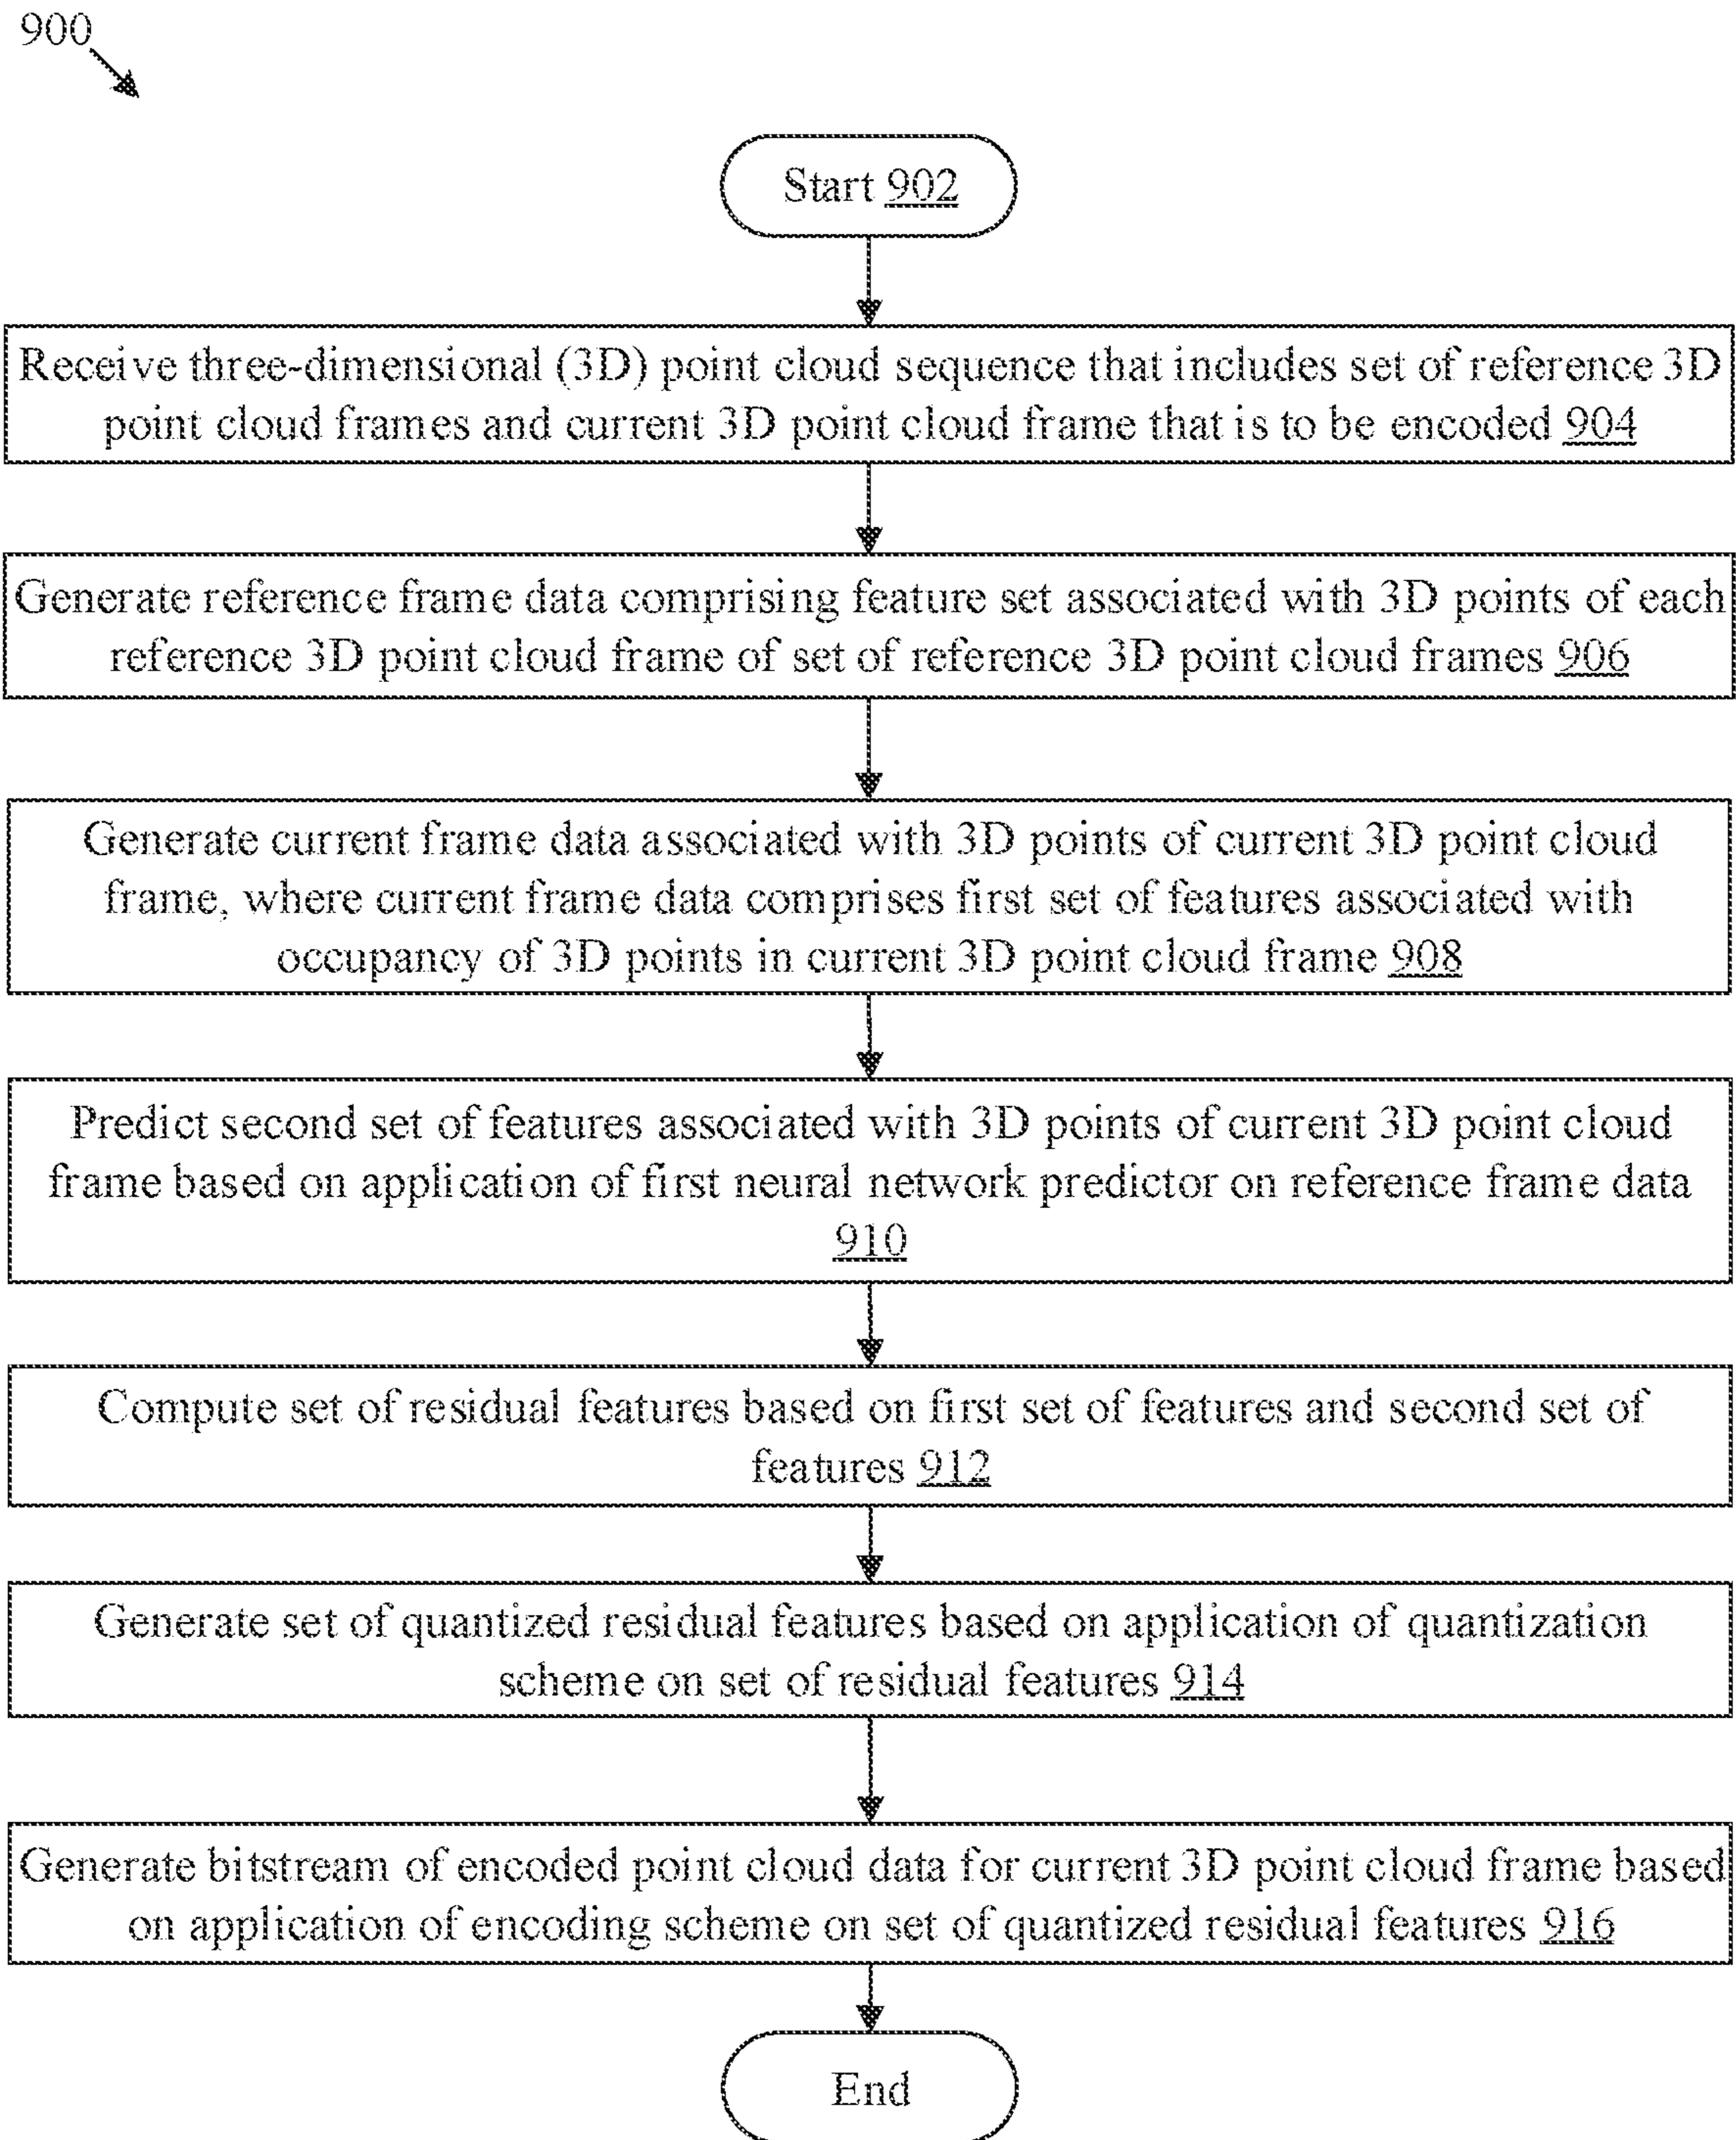 900
Start 902
Receive three-dimensional (3D) point cloud sequence that includes set of reference 3D
point cloud frames and current 3D point cloud frame that is to be encoded 904
Generate reference frame data comprising feature set associated with 3D points of each
reference 3D point cloud frame of set of reference 3D point cloud frames 906
Generate current frame data associated with 3D points of current 3D point cloud
frame, where current frame data comprises first set of features associated with
occupancy of 3D points in current 3D point cloud frame 908
Predict second set of features associated with 3D points of current 3D point cloud
frame based on application of first neural network predictor on reference frame data
910
Compute set of residual features based on first set of features and second set of
features 912
Generate set of quantized residual features based on application of quantization
scheme on set of residual features 914
Generate bitstream of encoded point cloud data for current 3D point cloud frame based
on application of encoding scheme on set of quantized residual features 916
End